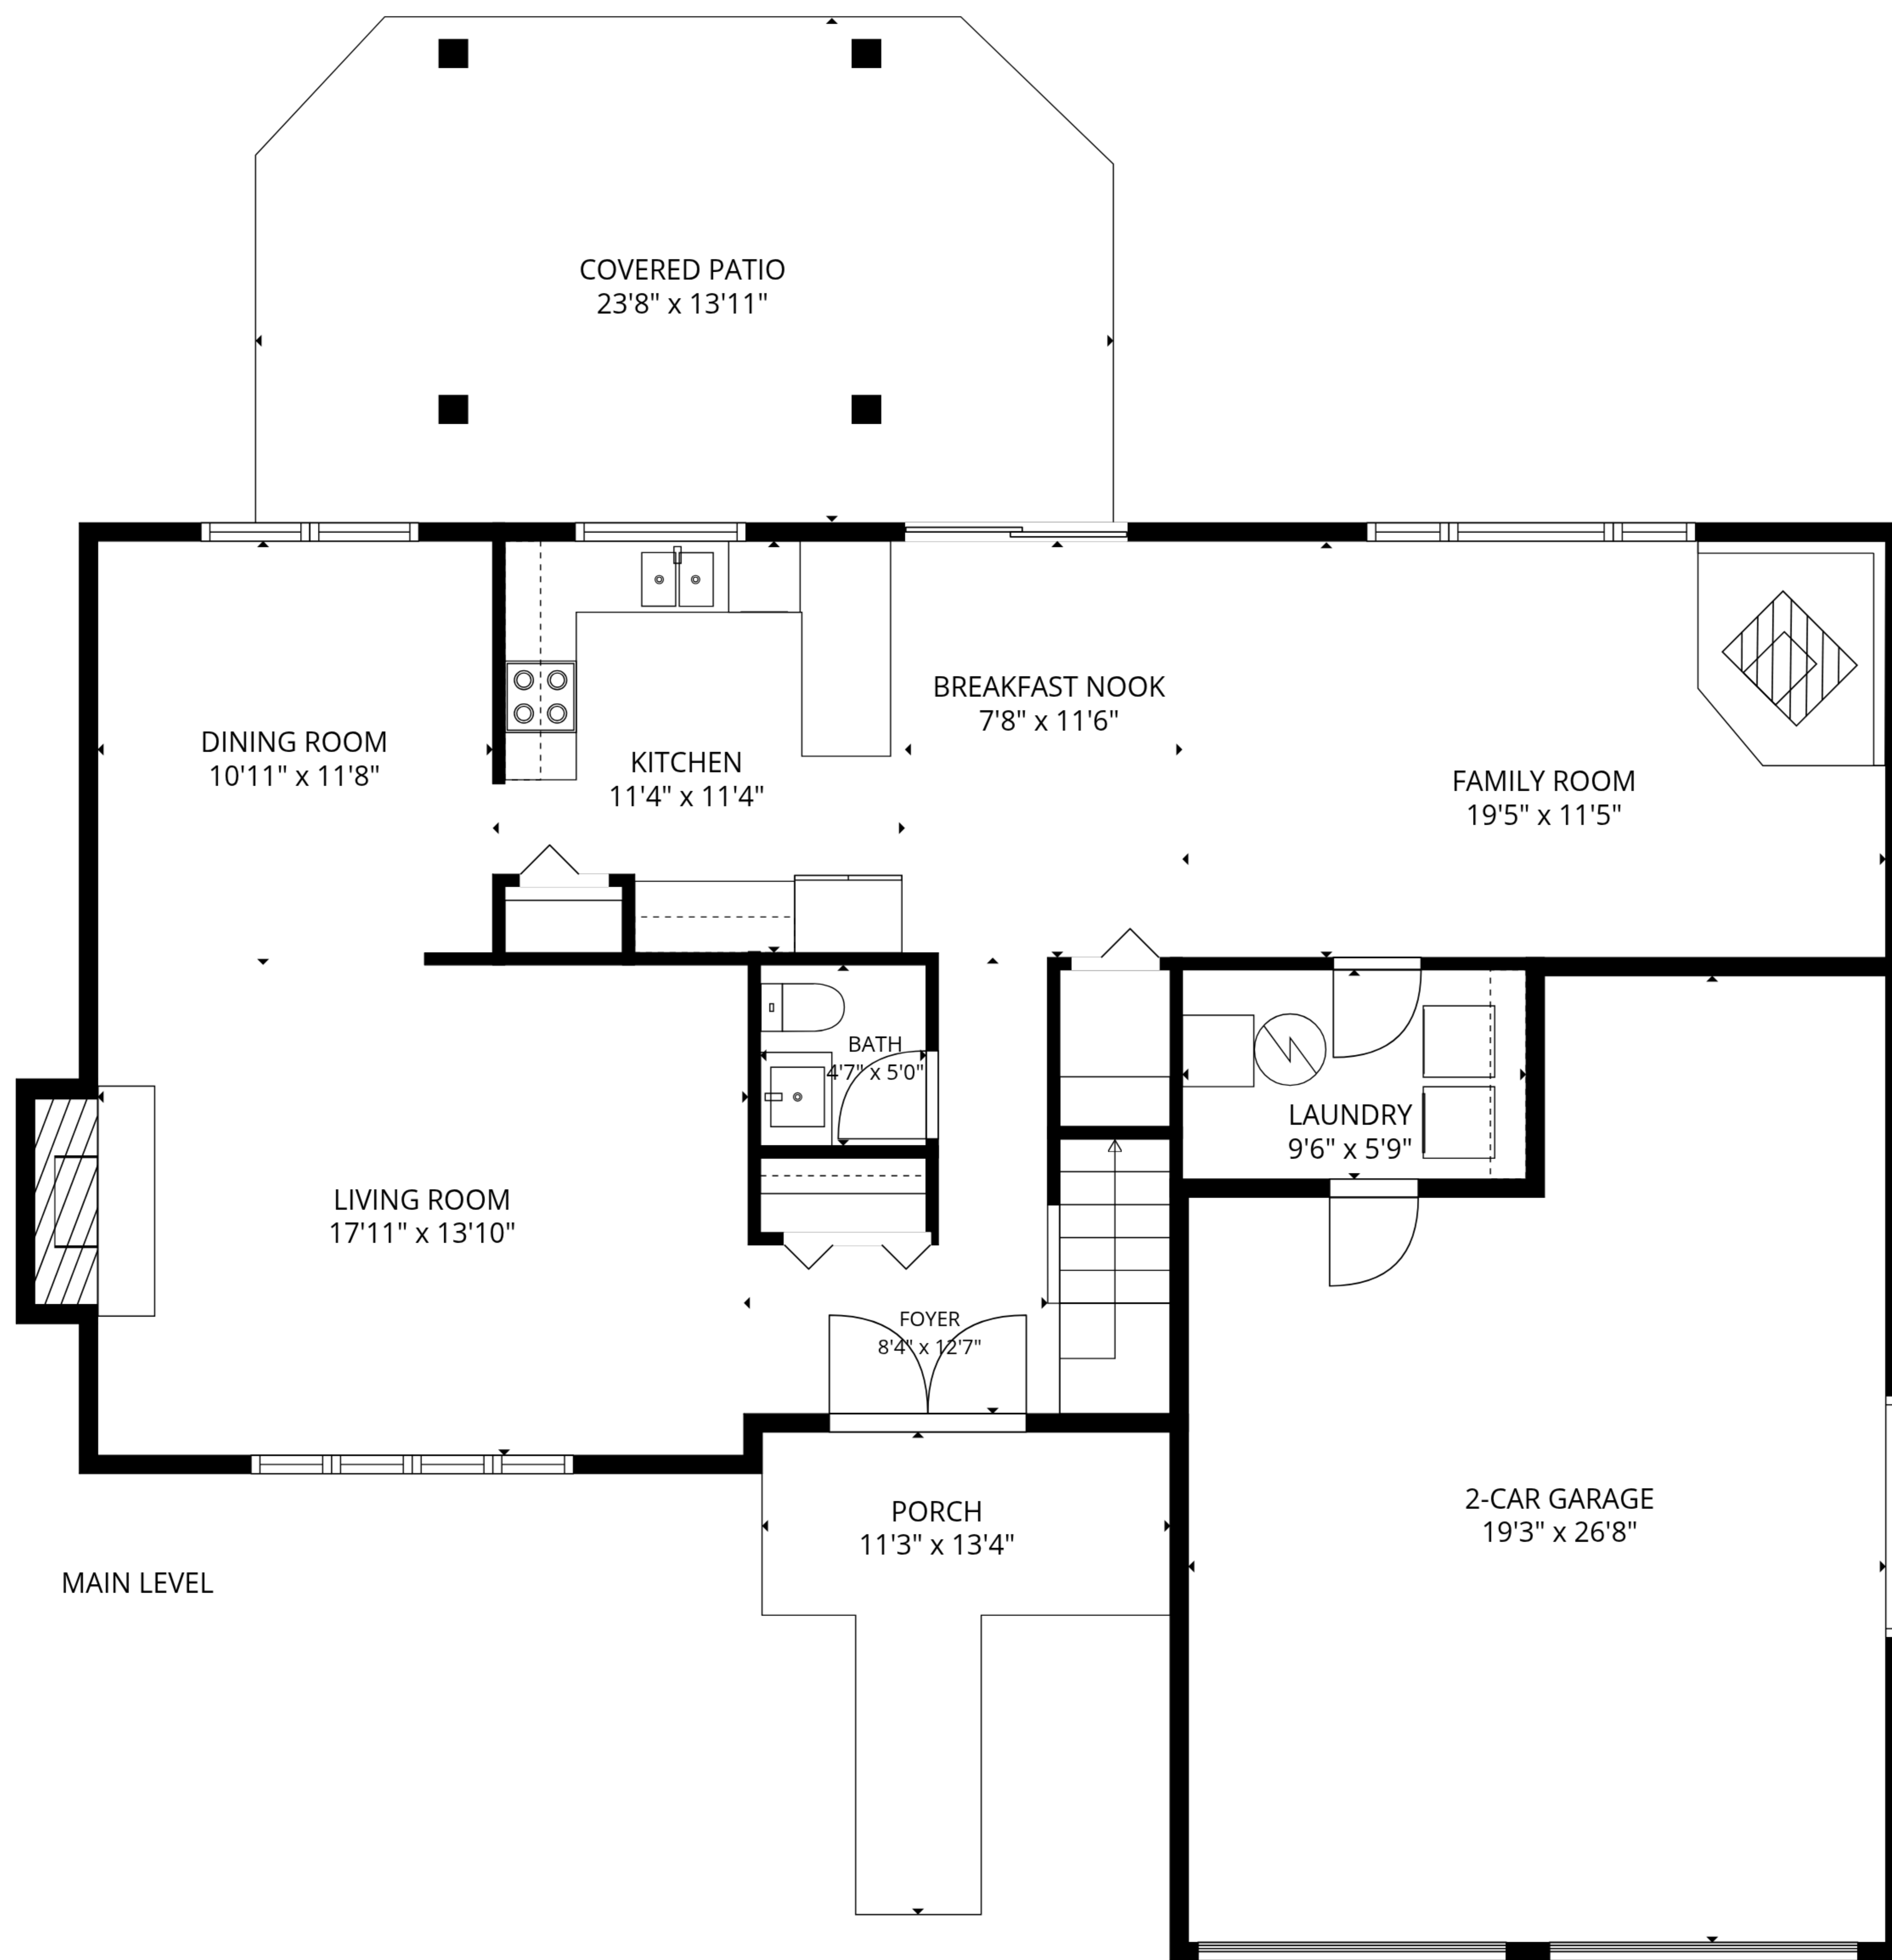 COVERED PATIO
23'8" x 13'11"
BREAKFAST NOOK
7'8" x 11'6"
DINING ROOM
10'11" x 11'8"
KITCHEN
11'4" x 11'4"
FAMILY ROOM
19'5" x 11'5"
BATH
4'7" x 5'0"
LAUNDRY
9'6" x 5'9"
LIVING ROOM
17'11" x 13'10"
FOYER
8'4" x 12'7"
PORCH
11'3" x 13'4"
2-CAR GARAGE
19'3" x 26'8"
MAIN LEVEL